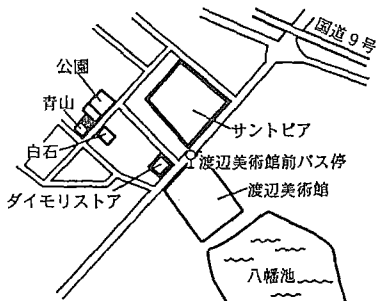 国道9号
公園
青山
白石
サントピア
渡辺美術館前バス停
渡辺美術館
ダイモリストア
八幡池